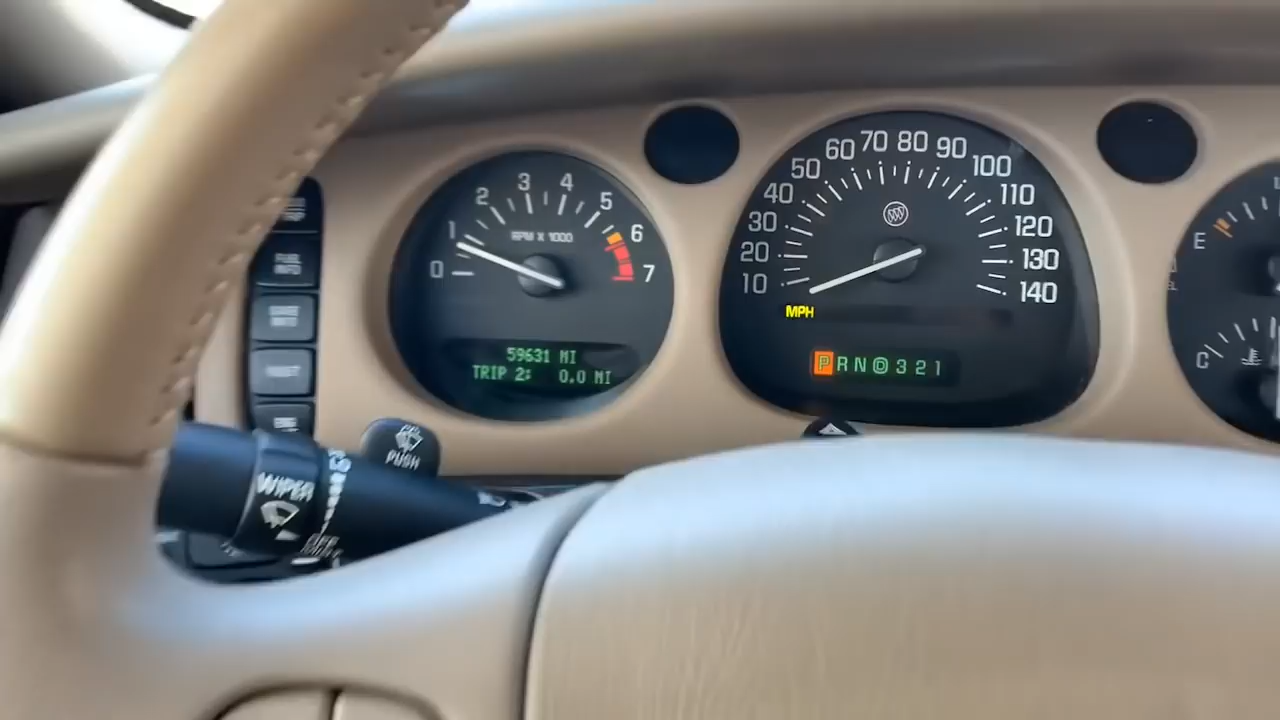 0 1 2 3 4 5 6 7
RPM X 1000
59631 MI
TRIP 2: 0.0 MI
10 20 30 40 50 60 70 80 90 100 110 120 130 140
MPH
P R N D 3 2 1
E
C
FUEL
INFO
WIPER
PUSH
OFF